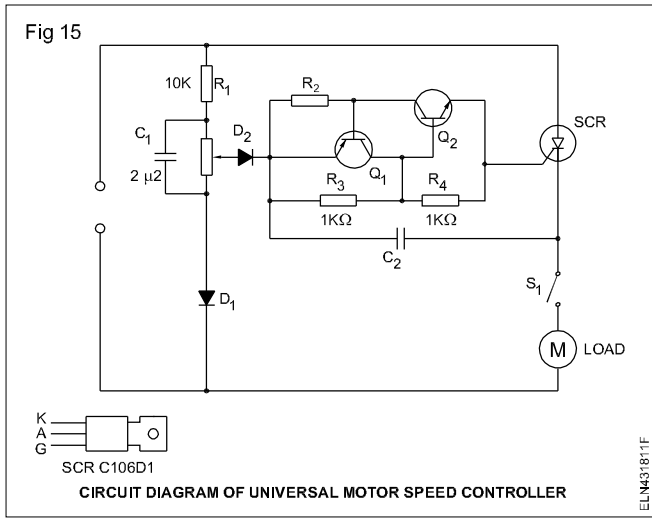 Fig 15
10K R1
R2
C1
2 µ2
D2
Q1
Q2
SCR
R3
1KΩ
R4
1KΩ
C2
D1
S1
M LOAD
K
A
G
SCR C106D1
CIRCUIT DIAGRAM OF UNIVERSAL MOTOR SPEED CONTROLLER
ELN431811F